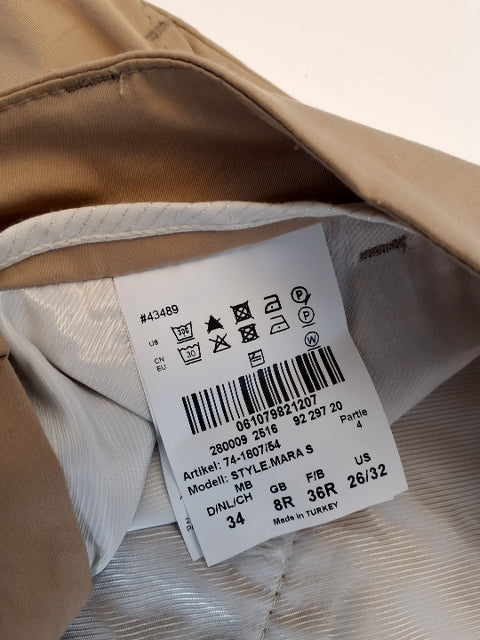 #43489
US
CN
EU
30
P
P
W
061079821207
280009 2516 92 297 20
Artikel: 74-1807/54
Partie
4
Modell: STYLE.MARA S
MB
D/NL/CH GB F/B US
34 8R 36R 26/32
Made in TURKEY